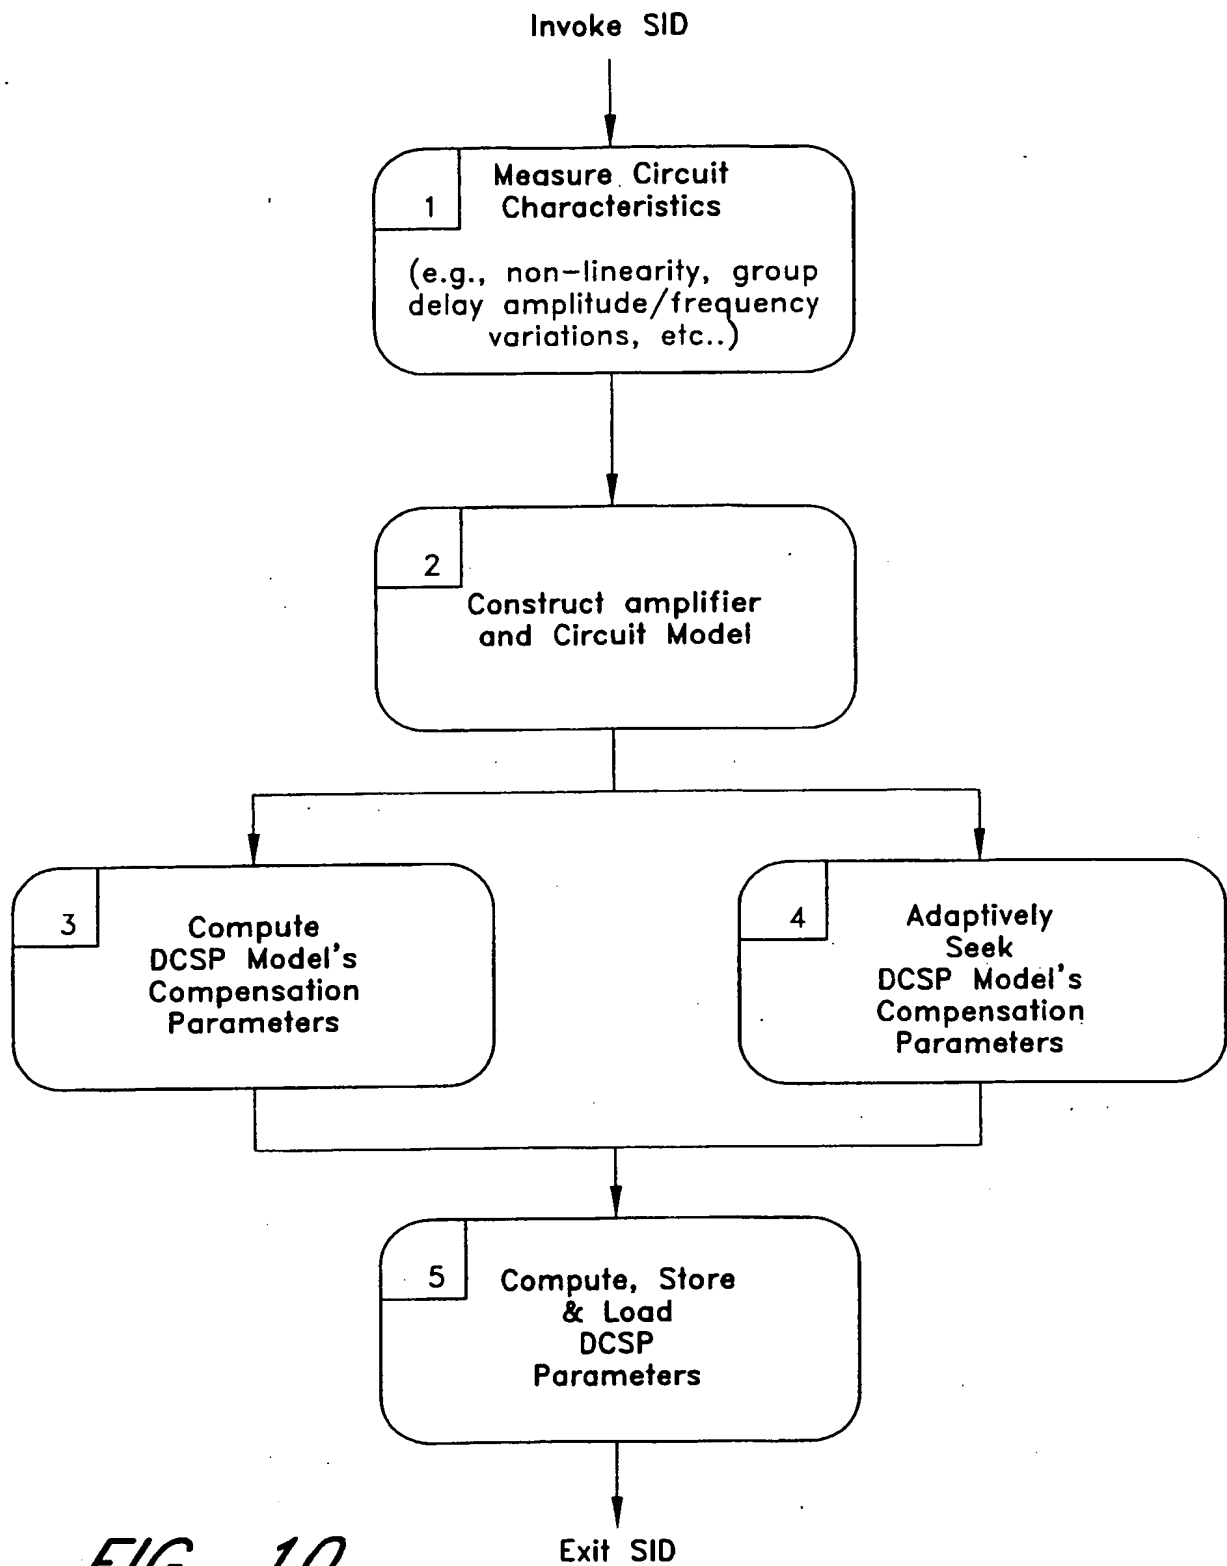 Invoke SID
1
Measure Circuit
Characteristics
(e.g., non-linearity, group
delay amplitude/frequency
variations, etc..)
2
Construct amplifier
and Circuit Model
3
Compute
DCSP Model's
Compensation
Parameters
4
Adaptively
Seek
DCSP Model's
Compensation
Parameters
5
Compute, Store
& Load
DCSP
Parameters
Exit SID
FIG. 10